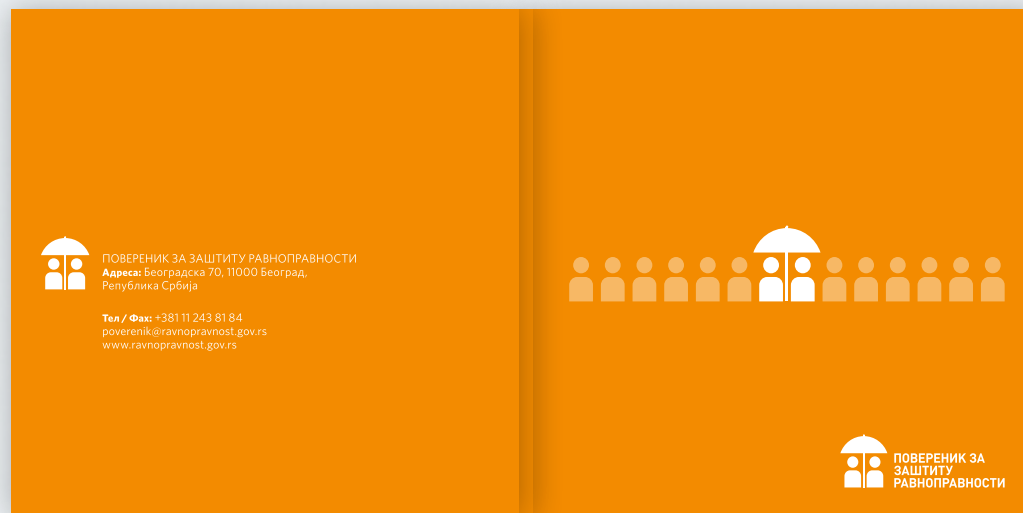 ПОВЕРЕНИК ЗА ЗАШТИТУ РАВНОПРАВНОСТИ
Адреса: Београдска 70, 11000 Београд,
Република Србија
Тел / Фах: +381 11 243 81 84
poverenik@ravnopravnost.gov.rs
www.ravnopravnost.gov.rs
ПОВЕРЕНИК ЗА
ЗАШТИТУ
РАВНОПРАВНОСТИ